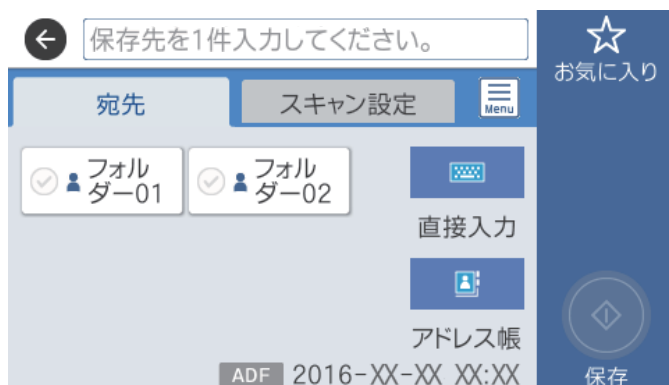 保存先を1件入力してください。
お気に入り
宛先
スキャン設定
Menu
フォル
ダー01
フォル
ダー02
直接入力
アドレス帳
ADF 2016-XX-XX XX:XX
保存